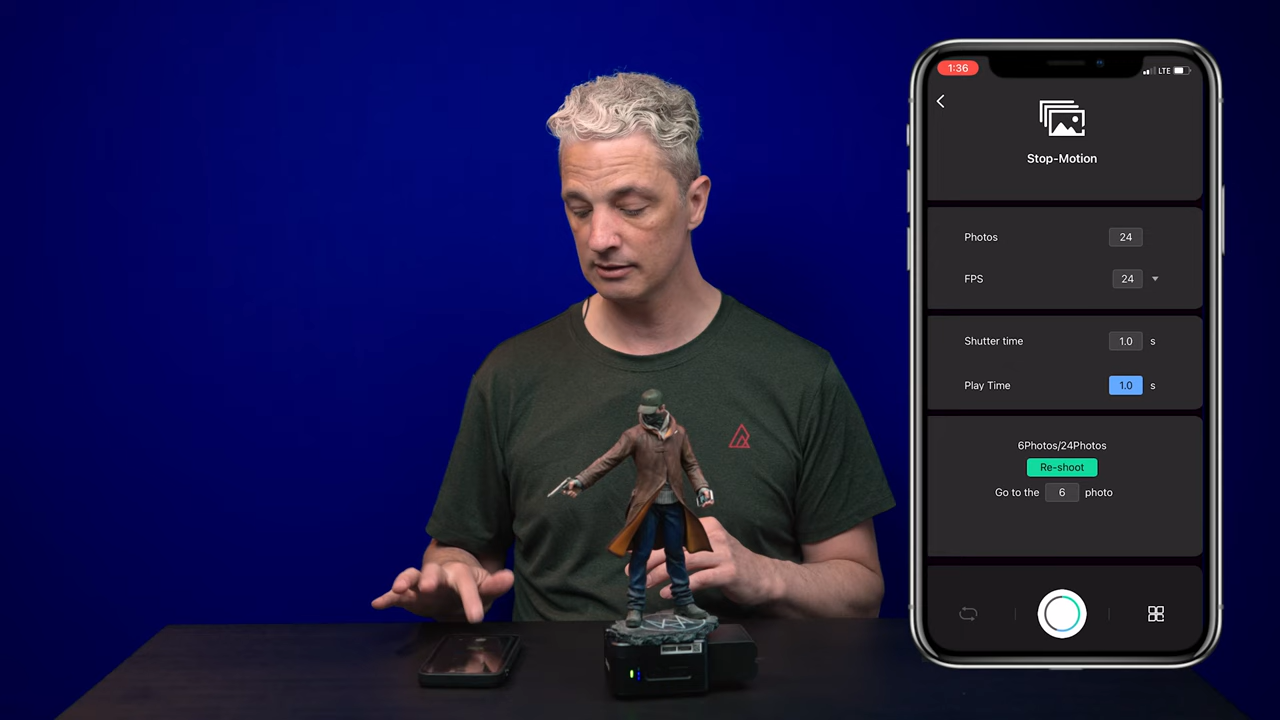 1:36
LTE
Stop-Motion
Photos 24
FPS 24
Shutter time 1.0 s
Play Time 1.0 s
6Photos/24Photos
Re-shoot
Go to the 6 photo